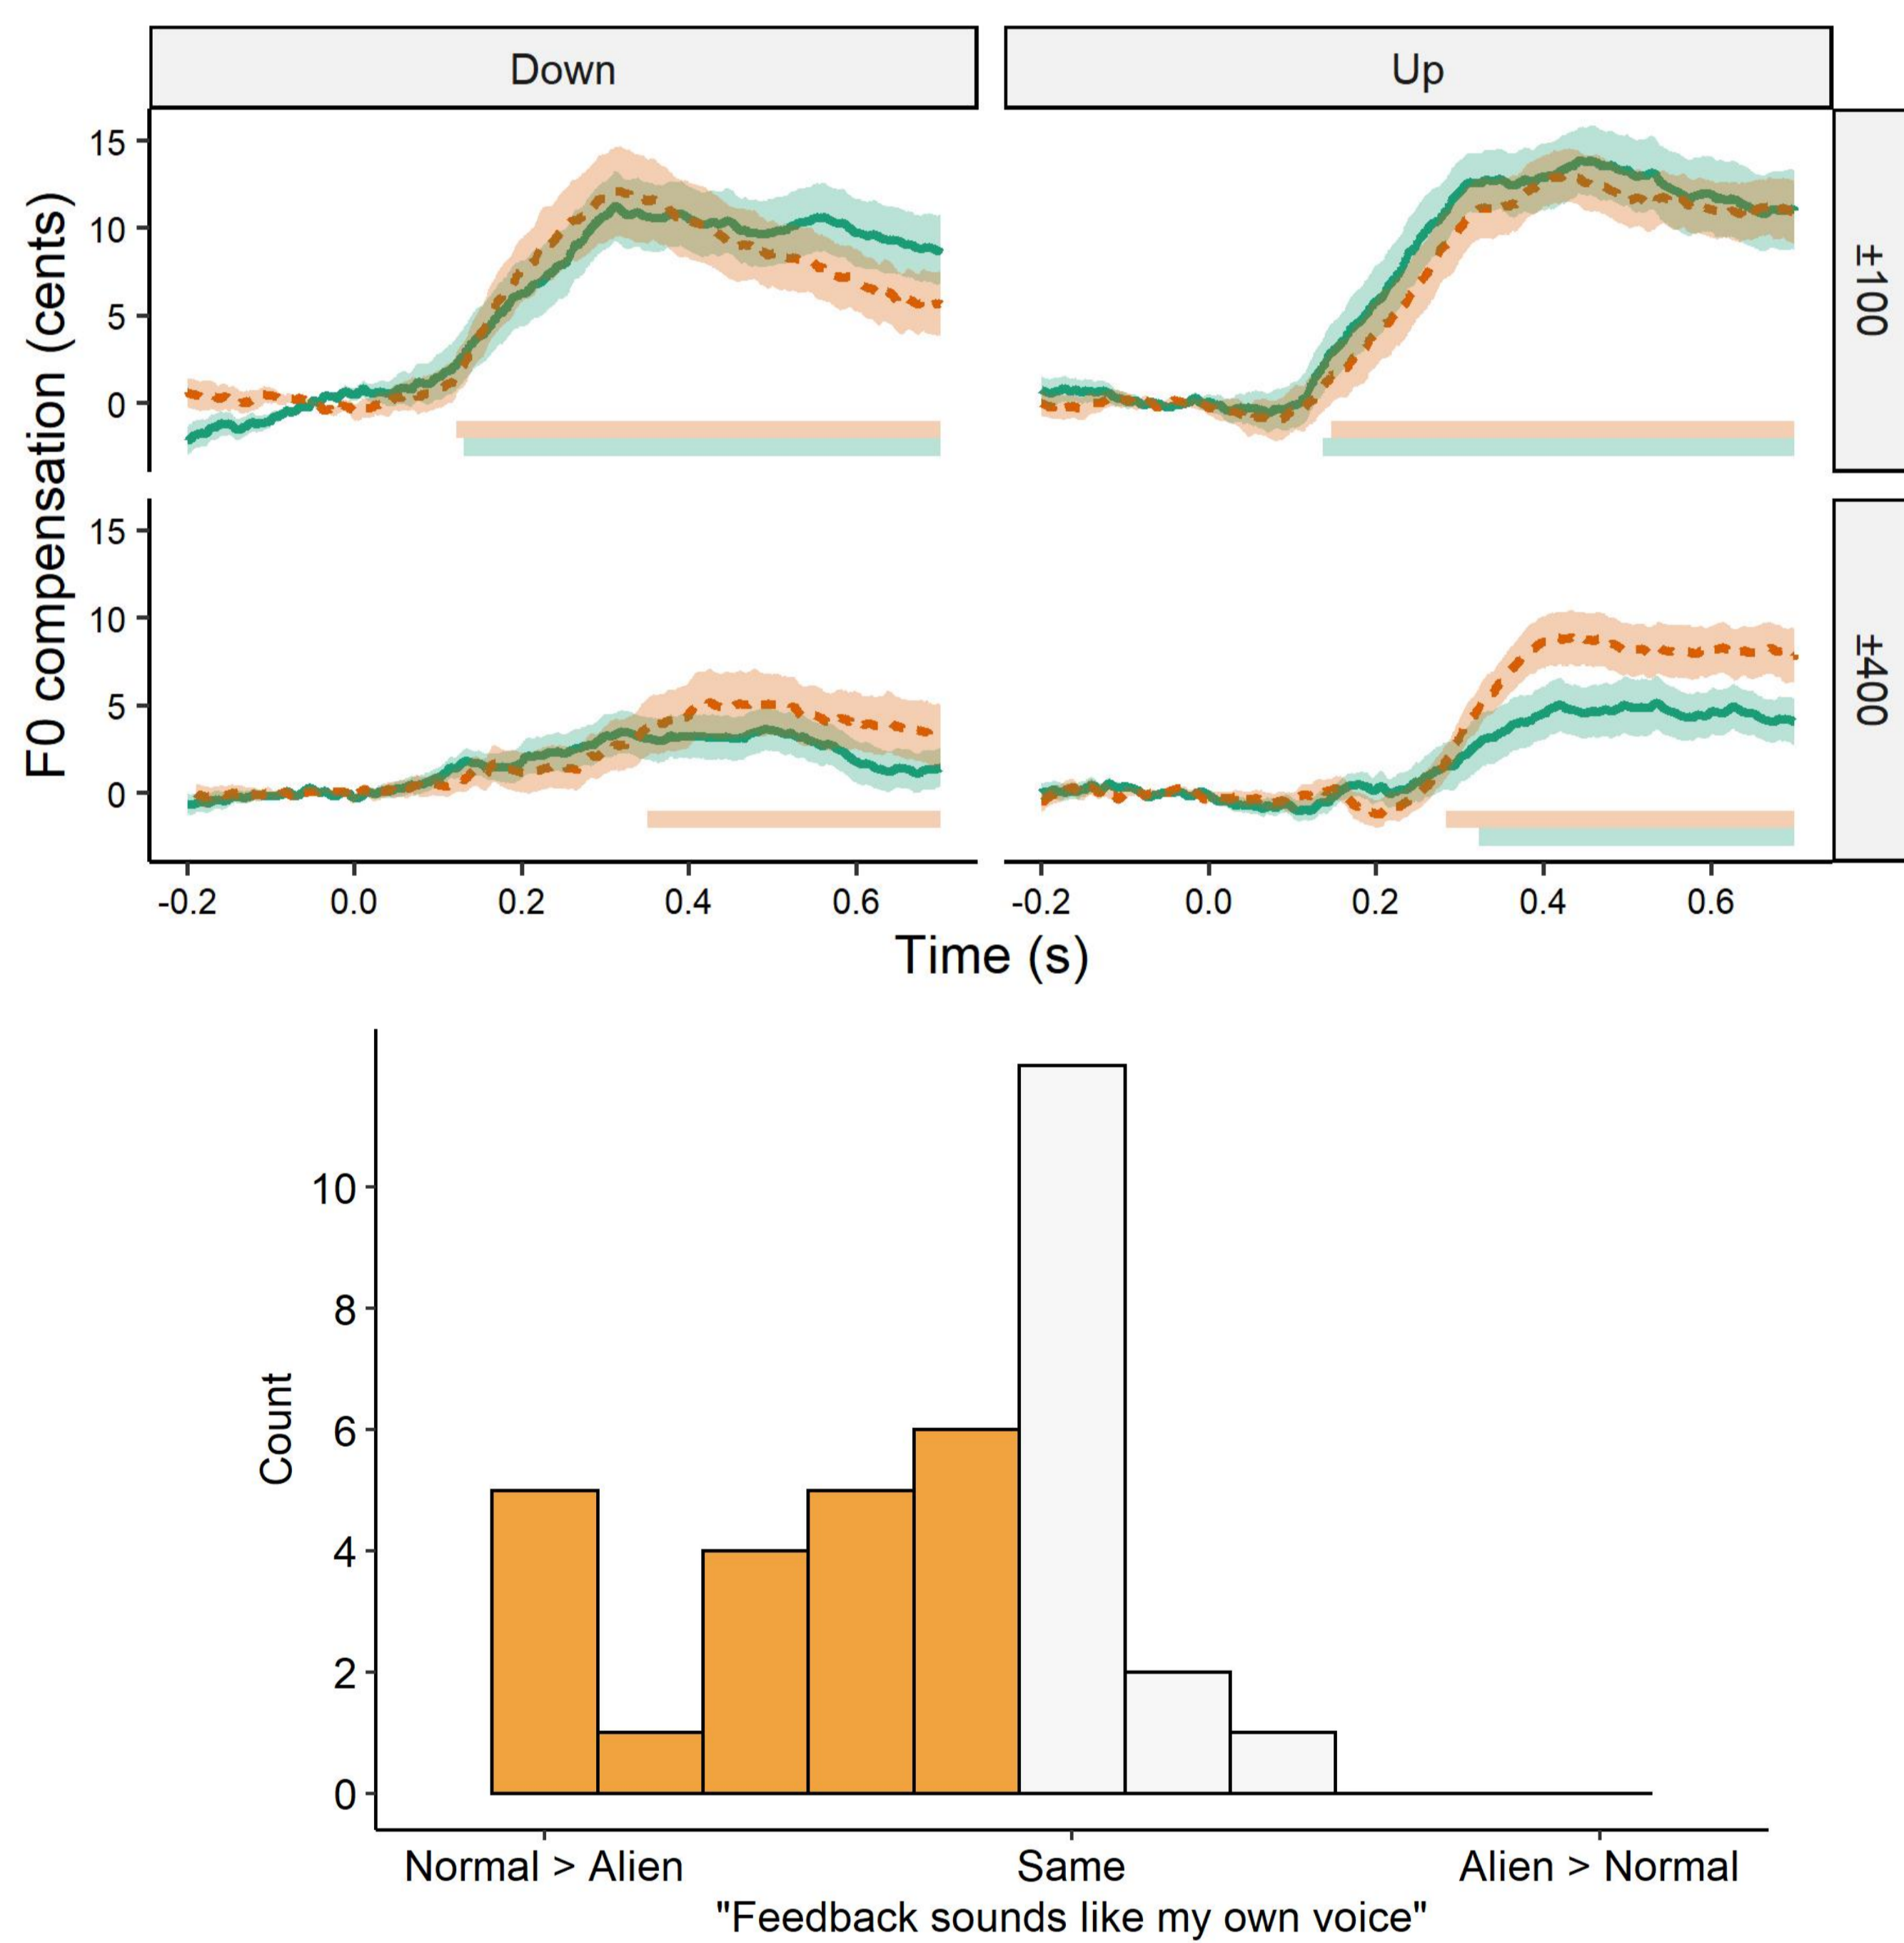 Down
Up
F0 compensation (cents)
15
10
5
0
±100
15
10
5
0
±400
-0.2 0.0 0.2 0.4 0.6
-0.2 0.0 0.2 0.4 0.6
Time (s)
Count
10
8
6
4
2
0
Normal > Alien Same Alien > Normal
"Feedback sounds like my own voice"